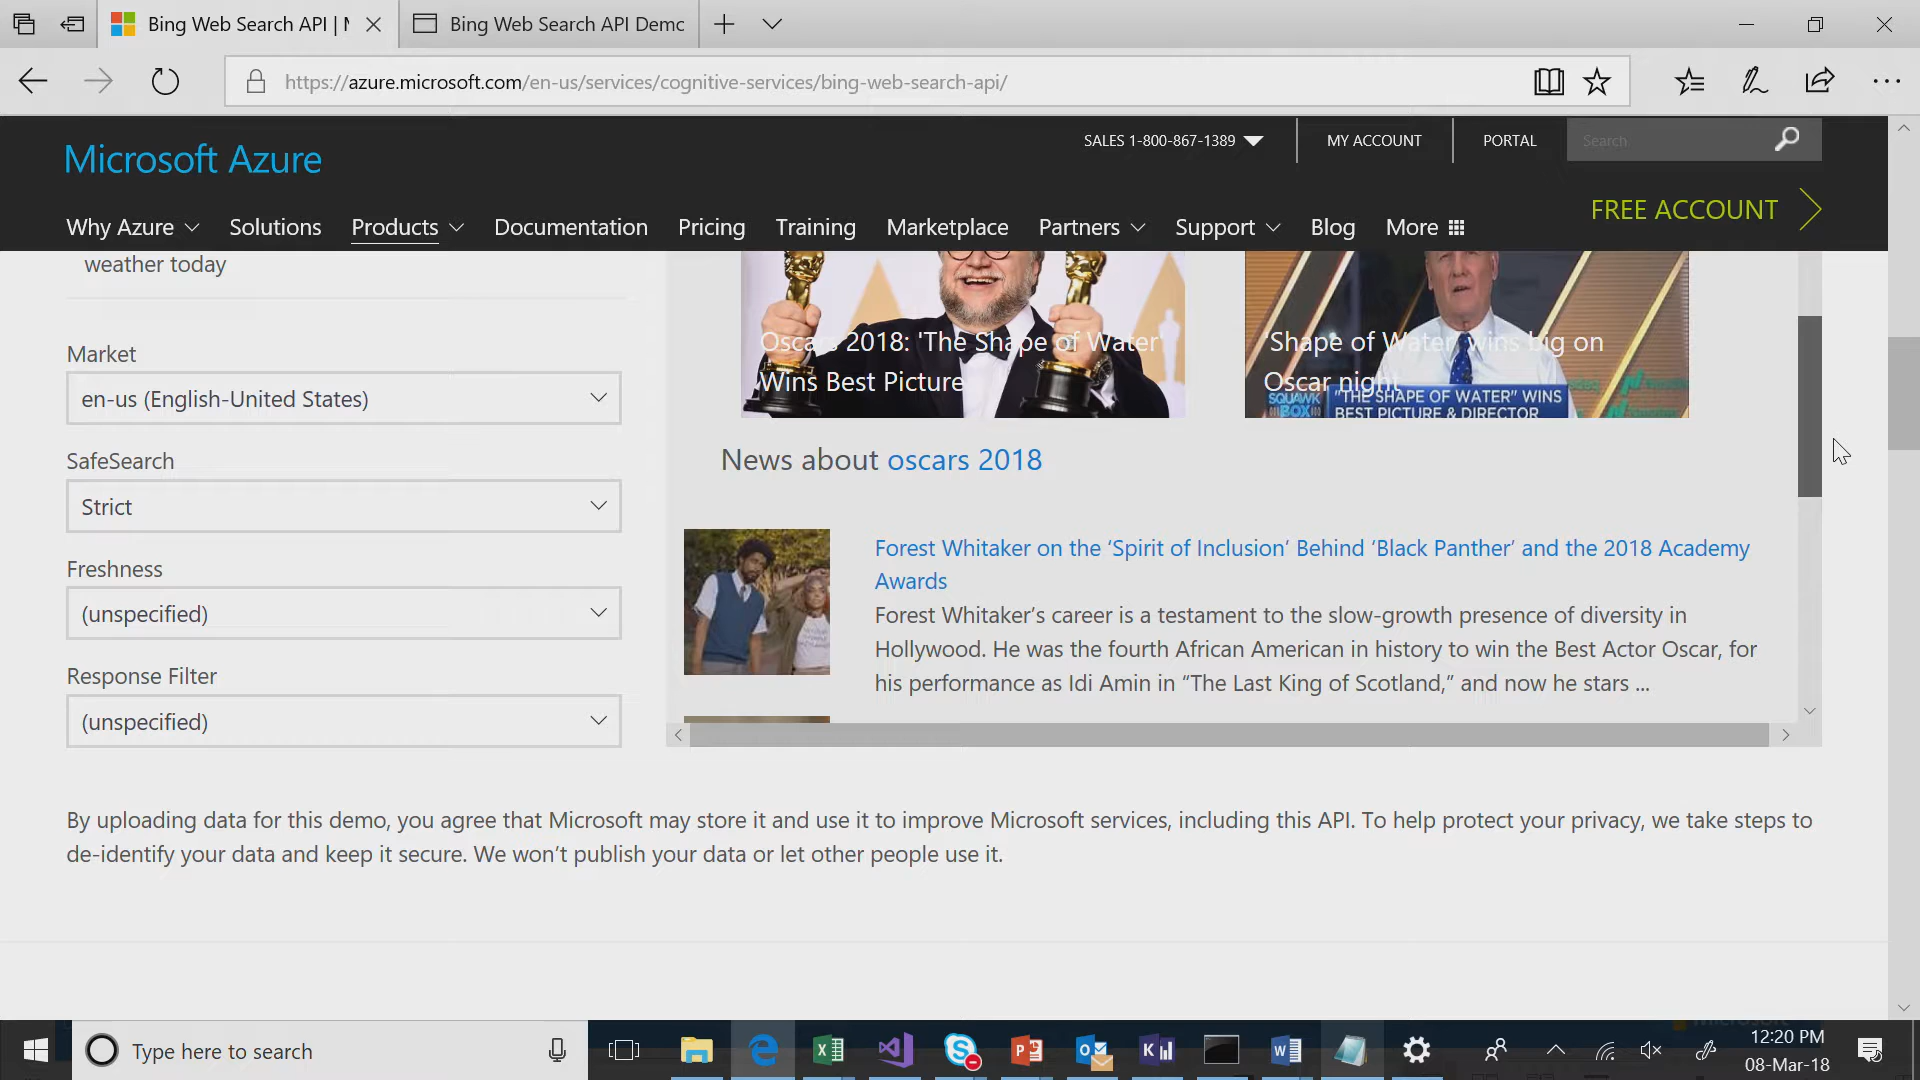 Bing Web Search API | M
Bing Web Search API Demo
https://azure.microsoft.com/en-us/services/cognitive-services/bing-web-search-api/
SALES 1-800-867-1389
MY ACCOUNT
PORTAL
Search
Microsoft Azure
FREE ACCOUNT
Why Azure
Solutions
Products
Documentation
Pricing
Training
Marketplace
Partners
Support
Blog
More
weather today
Market
en-us (English-United States)
SafeSearch
Strict
Freshness
(unspecified)
Response Filter
(unspecified)
Oscars 2018: 'The Shape of Water'
Wins Best Picture
'Shape of Water' wins big on
Oscar night
SQUAWK
BOX
"THE SHAPE OF WATER" WINS
BEST PICTURE & DIRECTOR
News about oscars 2018
Forest Whitaker on the ‘Spirit of Inclusion’ Behind ‘Black Panther’ and the 2018 Academy
Awards
Forest Whitaker’s career is a testament to the slow-growth presence of diversity in
Hollywood. He was the fourth African American in history to win the Best Actor Oscar, for
his performance as Idi Amin in “The Last King of Scotland,” and now he stars ...
By uploading data for this demo, you agree that Microsoft may store it and use it to improve Microsoft services, including this API. To help protect your privacy, we take steps to
de-identify your data and keep it secure. We won’t publish your data or let other people use it.
Type here to search
12:20 PM
08-Mar-18